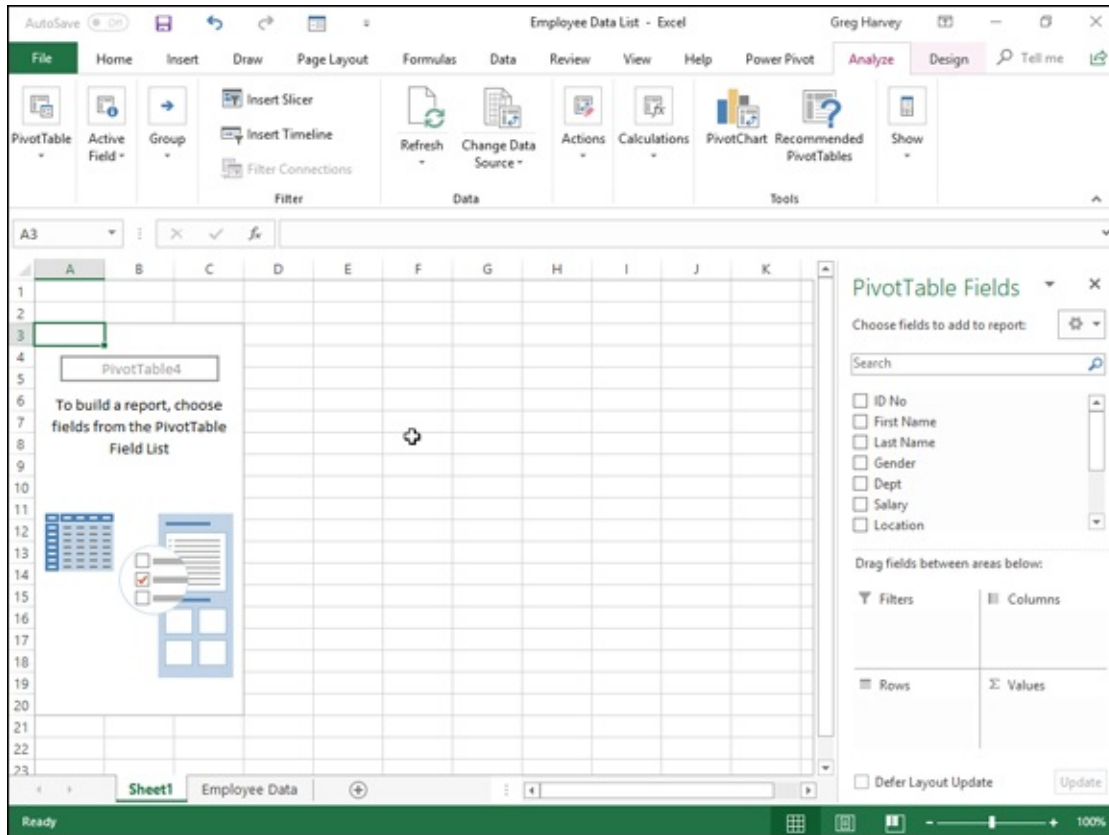 AutoSave Off Employee Data List - Excel Greg Harvey
File Home Insert Draw Page Layout Formulas Data Review View Help Power Pivot Analyze Design Tell me
PivotTable
Active
Field
Group
Insert Slicer
Insert Timeline
Filter Connections
Filter
Refresh
Change Data
Source
Data
Actions
Calculations
PivotChart
Recommended
PivotTables
Tools
Show
A3 fx
A B C D E F G H I J K
1
2
3
4
5
6
7
8
9
10
11
12
13
14
15
16
17
18
19
20
21
22
23
PivotTable4
To build a report, choose
fields from the PivotTable
Field List
PivotTable Fields
Choose fields to add to report:
Search
ID No
First Name
Last Name
Gender
Dept
Salary
Location
Drag fields between areas below:
Filters Columns
Rows Σ Values
Defer Layout Update Update
Sheet1 Employee Data
Ready 100%